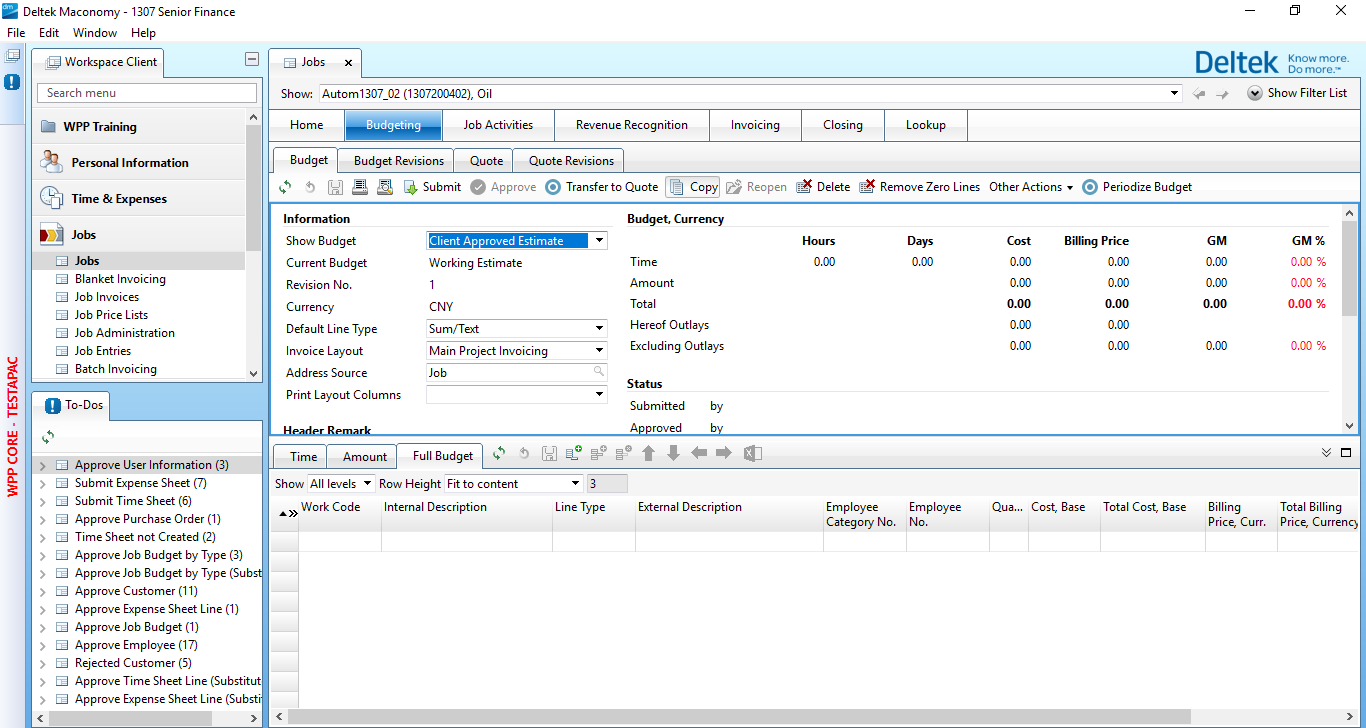 Deltek Maconomy - 1307 Senior Finance
File Edit Window Help
Workspace Client
Search menu
WPP Training
Personal Information
Time & Expenses
Jobs
Jobs
Blanket Invoicing
Job Invoices
Job Price Lists
Job Administration
Job Entries
Batch Invoicing
WPP CORE - TESTAPAC
To-Dos
Approve User Information (3)
Submit Expense Sheet (7)
Submit Time Sheet (6)
Approve Purchase Order (1)
Time Sheet not Created (2)
Approve Job Budget by Type (3)
Approve Job Budget by Type (Subst
Approve Customer (11)
Approve Expense Sheet Line (1)
Approve Job Budget (1)
Approve Employee (17)
Rejected Customer (5)
Approve Time Sheet Line (Substitut
Approve Expense Sheet Line (Substi
Jobs
Deltek Know more.
Do more.™
Show: Autom1307_02 (1307200402), Oil Show Filter List
Home Budgeting Job Activities Revenue Recognition Invoicing Closing Lookup
Budget Budget Revisions Quote Quote Revisions
Submit Approve Transfer to Quote Copy Reopen Delete Remove Zero Lines Other Actions Periodize Budget
Information
Show Budget Client Approved Estimate
Current Budget Working Estimate
Revision No. 1
Currency CNY
Default Line Type Sum/Text
Invoice Layout Main Project Invoicing
Address Source Job
Print Layout Columns
Header Remark
Budget, Currency
Hours Days Cost Billing Price GM GM %
Time 0.00 0.00 0.00 0.00 0.00 0.00 %
Amount 0.00 0.00 0.00 0.00 %
Total 0.00 0.00 0.00 0.00 %
Hereof Outlays 0.00 0.00
Excluding Outlays 0.00 0.00 0.00 0.00 %
Status
Submitted by
Approved by
Time Amount Full Budget
Show All levels Row Height Fit to content 3
Work Code Internal Description Line Type External Description Employee Category No. Employee No. Qua... Cost, Base Total Cost, Base Billing Price, Curr. Total Billing Price, Currency